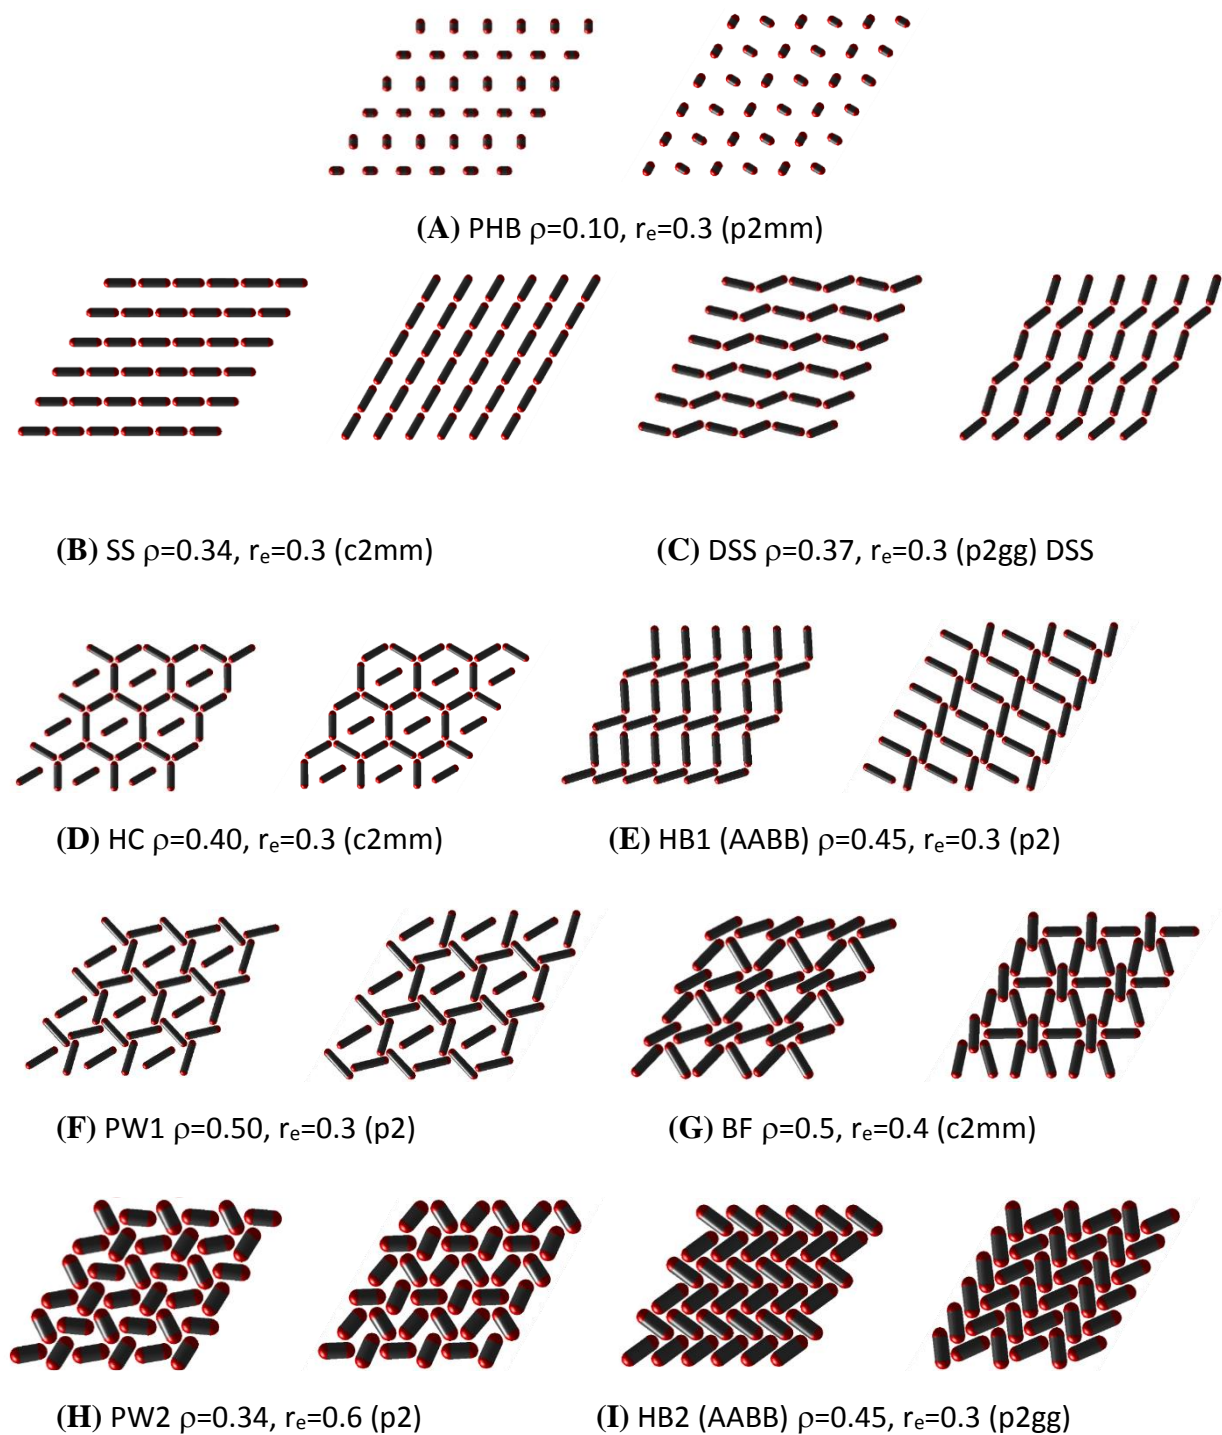 (A) PHB ρ=0.10, rₑ=0.3 (p2mm)
(B) SS ρ=0.34, rₑ=0.3 (c2mm)
(C) DSS ρ=0.37, rₑ=0.3 (p2gg) DSS
(D) HC ρ=0.40, rₑ=0.3 (c2mm)
(E) HB1 (AABB) ρ=0.45, rₑ=0.3 (p2)
(F) PW1 ρ=0.50, rₑ=0.3 (p2)
(G) BF ρ=0.5, rₑ=0.4 (c2mm)
(H) PW2 ρ=0.34, rₑ=0.6 (p2)
(I) HB2 (AABB) ρ=0.45, rₑ=0.3 (p2gg)